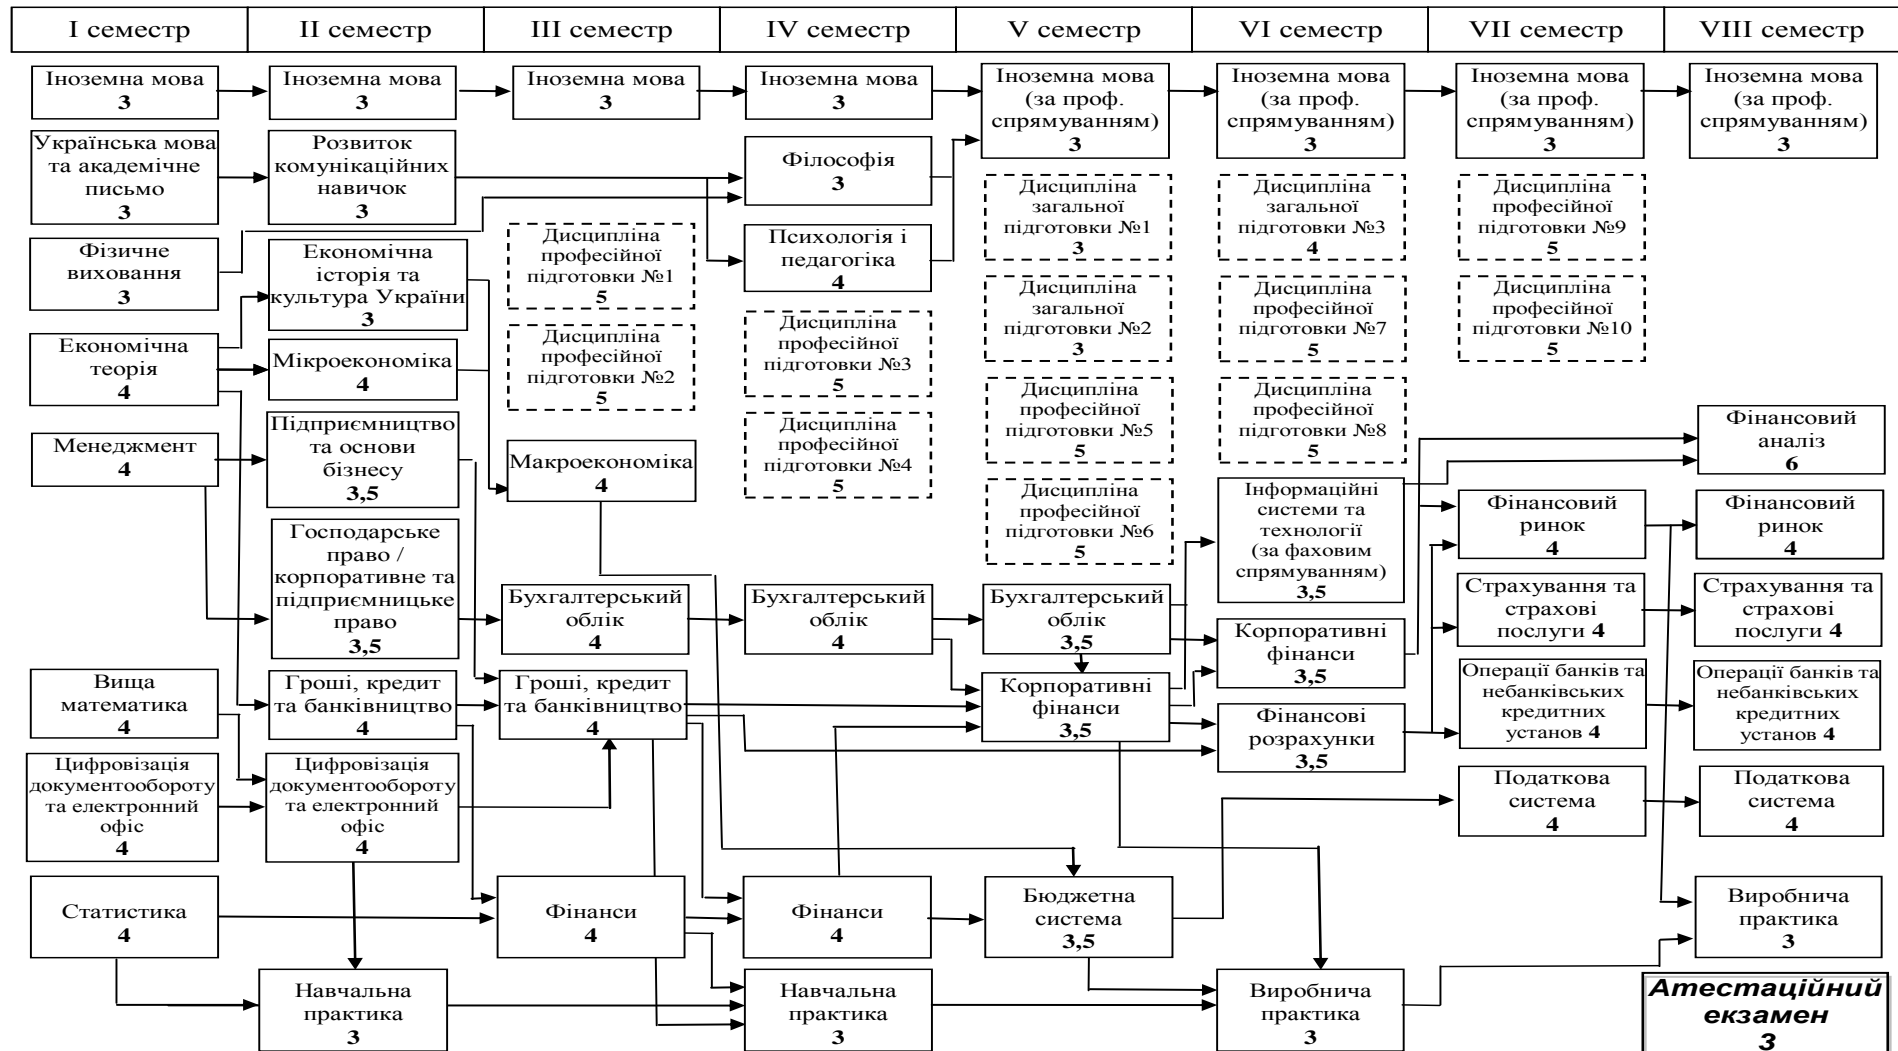 I семестр
II семестр
III семестр
IV семестр
V семестр
VI семестр
VII семестр
VIII семестр
Іноземна мова
3
Українська мова
та академічне
письмо
3
Фізичне
виховання
3
Економічна
теорія
4
Менеджмент
4
Вища
математика
4
Цифровізація
документообороту
та електронний
офіс
4
Статистика
4
Іноземна мова
3
Розвиток
комунікаційних
навичок
3
Економічна
історія та
культура України
3
Мікроекономіка
4
Підприємництво
та основи
бізнесу
3,5
Господарське
право /
корпоративне та
підприємницьке
право
3,5
Гроші, кредит
та банківництво
4
Цифровізація
документообороту
та електронний
офіс
4
Навчальна
практика
3
Іноземна мова
3
Дисципліна
професійної
підготовки №1
5
Дисципліна
професійної
підготовки №2
5
Макроекономіка
4
Бухгалтерський
облік
4
Гроші, кредит
та банківництво
4
Фінанси
4
Іноземна мова
3
Філософія
3
Психологія і
педагогіка
4
Дисципліна
професійної
підготовки №3
5
Дисципліна
професійної
підготовки №4
5
Бухгалтерський
облік
4
Фінанси
4
Навчальна
практика
3
Іноземна мова
(за проф.
спрямуванням)
3
Дисципліна
загальної
підготовки №1
3
Дисципліна
загальної
підготовки №2
3
Дисципліна
професійної
підготовки №5
5
Дисципліна
професійної
підготовки №6
5
Бухгалтерський
облік
3,5
Корпоративні
фінанси
3,5
Бюджетна
система
3,5
Іноземна мова
(за проф.
спрямуванням)
3
Дисципліна
загальної
підготовки №3
4
Дисципліна
професійної
підготовки №7
5
Дисципліна
професійної
підготовки №8
5
Інформаційні
системи та
технології
(за фаховим
спрямуванням)
3,5
Корпоративні
фінанси
3,5
Фінансові
розрахунки
3,5
Виробнича
практика
3
Іноземна мова
(за проф.
спрямуванням)
3
Дисципліна
професійної
підготовки №9
5
Дисципліна
професійної
підготовки №10
5
Фінансовий
ринок
4
Страхування та
страхові
послуги 4
Операції банків та
небанківських
кредитних
установ 4
Податкова
система
4
Іноземна мова
(за проф.
спрямуванням)
3
Фінансовий
аналіз
6
Фінансовий
ринок
4
Страхування та
страхові
послуги 4
Операції банків та
небанківських
кредитних
установ 4
Податкова
система
4
Виробнича
практика
3
Атестаційний
екзамен
3